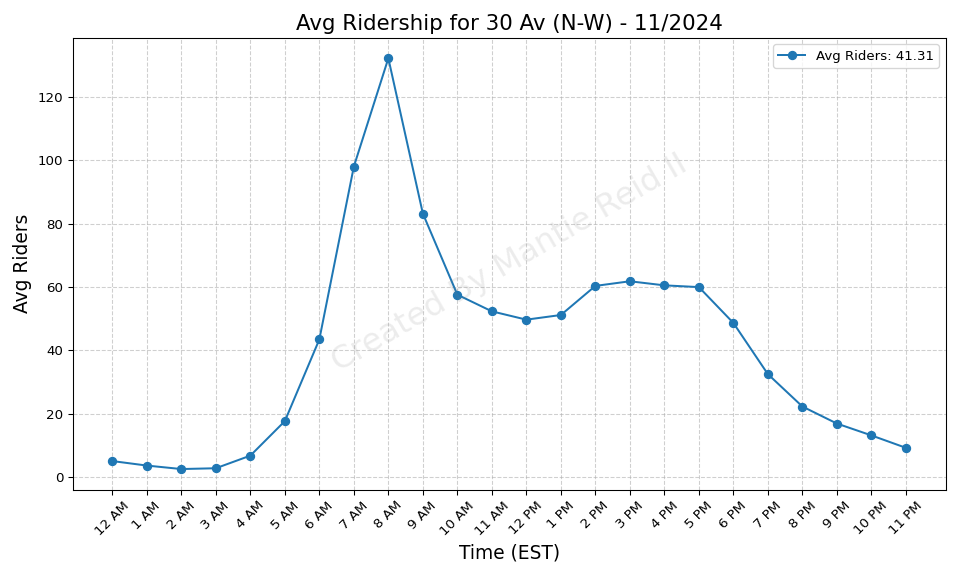 Avg Ridership for 30 Av (N-W) - 11/2024
Avg Riders: 41.31
Avg Riders
120
100
80
60
40
20
0
Created By Mantle Reid II
12 AM
1 AM
2 AM
3 AM
4 AM
5 AM
6 AM
7 AM
8 AM
9 AM
10 AM
11 AM
12 PM
1 PM
2 PM
3 PM
4 PM
5 PM
6 PM
7 PM
8 PM
9 PM
10 PM
11 PM
Time (EST)